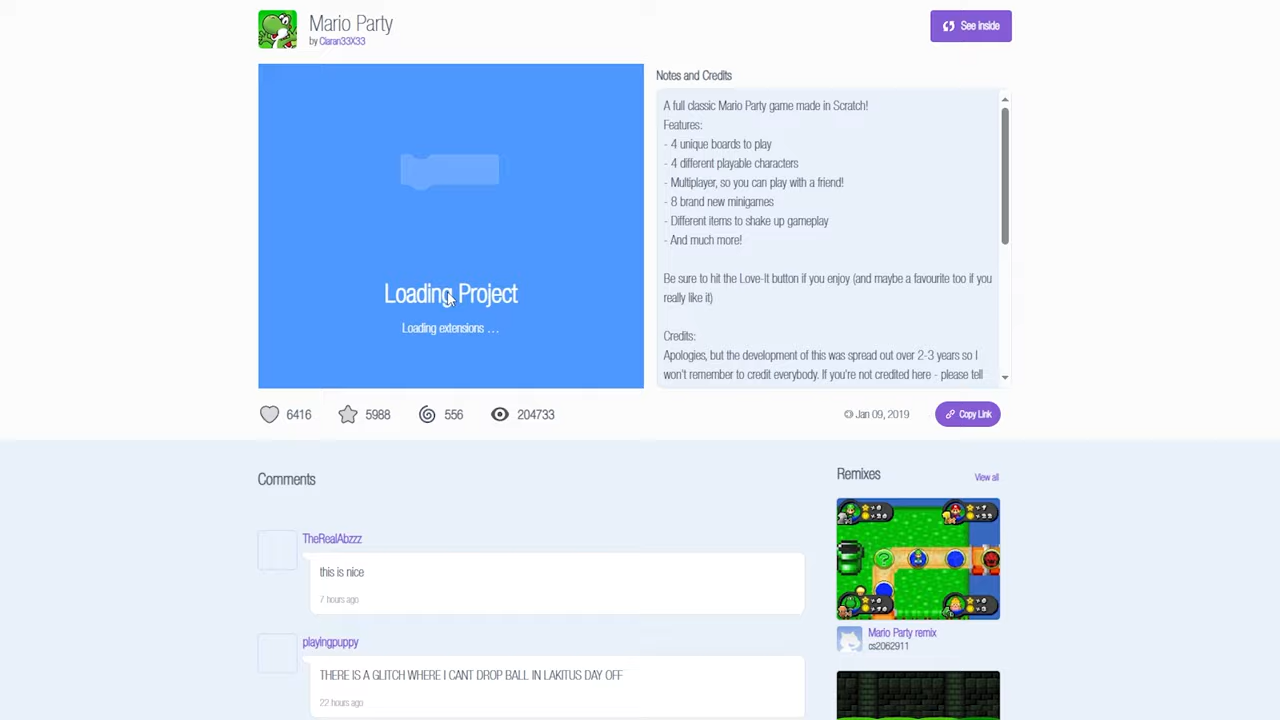 Mario Party
by Ciaran33X33
See inside
Notes and Credits
A full classic Mario Party game made in Scratch!
Features:
- 4 unique boards to play
- 4 different playable characters
- Multiplayer, so you can play with a friend!
- 8 brand new minigames
- Different items to shake up gameplay
- And much more!
Be sure to hit the Love-It button if you enjoy (and maybe a favourite too if you
really like it)
Credits:
Apologies, but the development of this was spread out over 2-3 years so I
won't remember to credit everybody. If you're not credited here - please tell
Loading Project
Loading extensions …
6416
5988
556
204733
© Jan 09, 2019
Copy Link
Comments
TheRealAbzzz
this is nice
7 hours ago
playingpuppy
THERE IS A GLITCH WHERE I CANT DROP BALL IN LAKITUS DAY OFF
22 hours ago
Remixes
View all
Mario Party remix
cs2062911